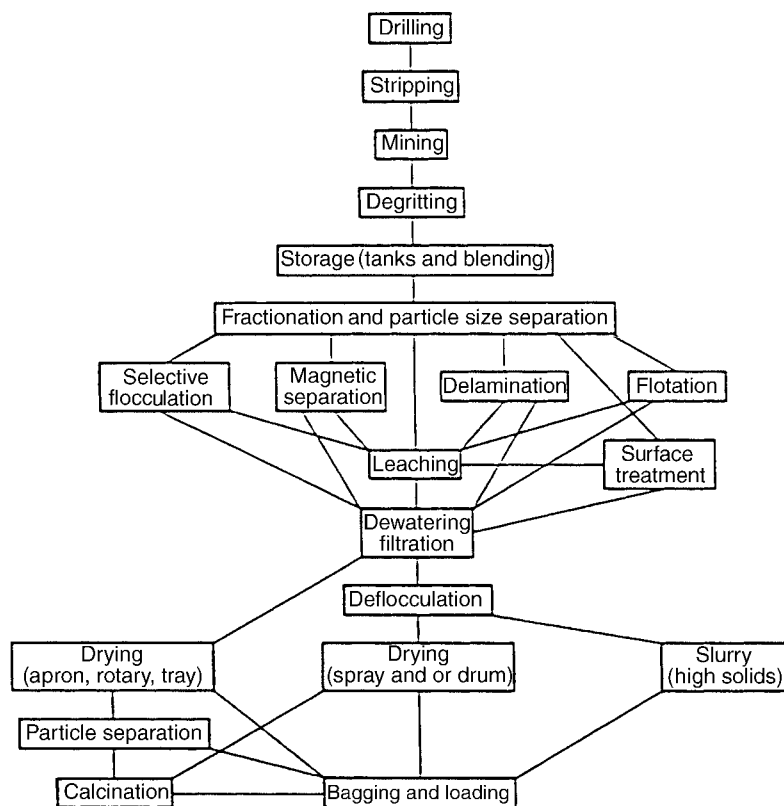 Drilling
Stripping
Mining
Degritting
Storage (tanks and blending)
Fractionation and particle size separation
Selective
flocculation
Magnetic
separation
Delamination
Flotation
Leaching
Surface
treatment
Dewatering
filtration
Deflocculation
Drying
(apron, rotary, tray)
Drying
(spray and or drum)
Slurry
(high solids)
Particle separation
Calcination
Bagging and loading